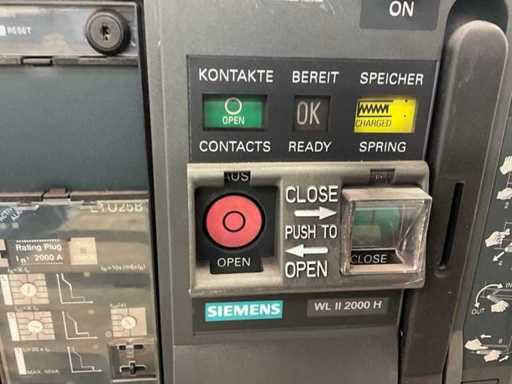 ON
RESET
KONTAKTE BEREIT SPEICHER
OPEN
OK
CHARGED
CONTACTS READY SPRING
AUS
CLOSE
PUSH TO
OPEN
OPEN
CLOSE
SIEMENS
WL II 2000 H
ETU25B
Rating Plug
2000 A